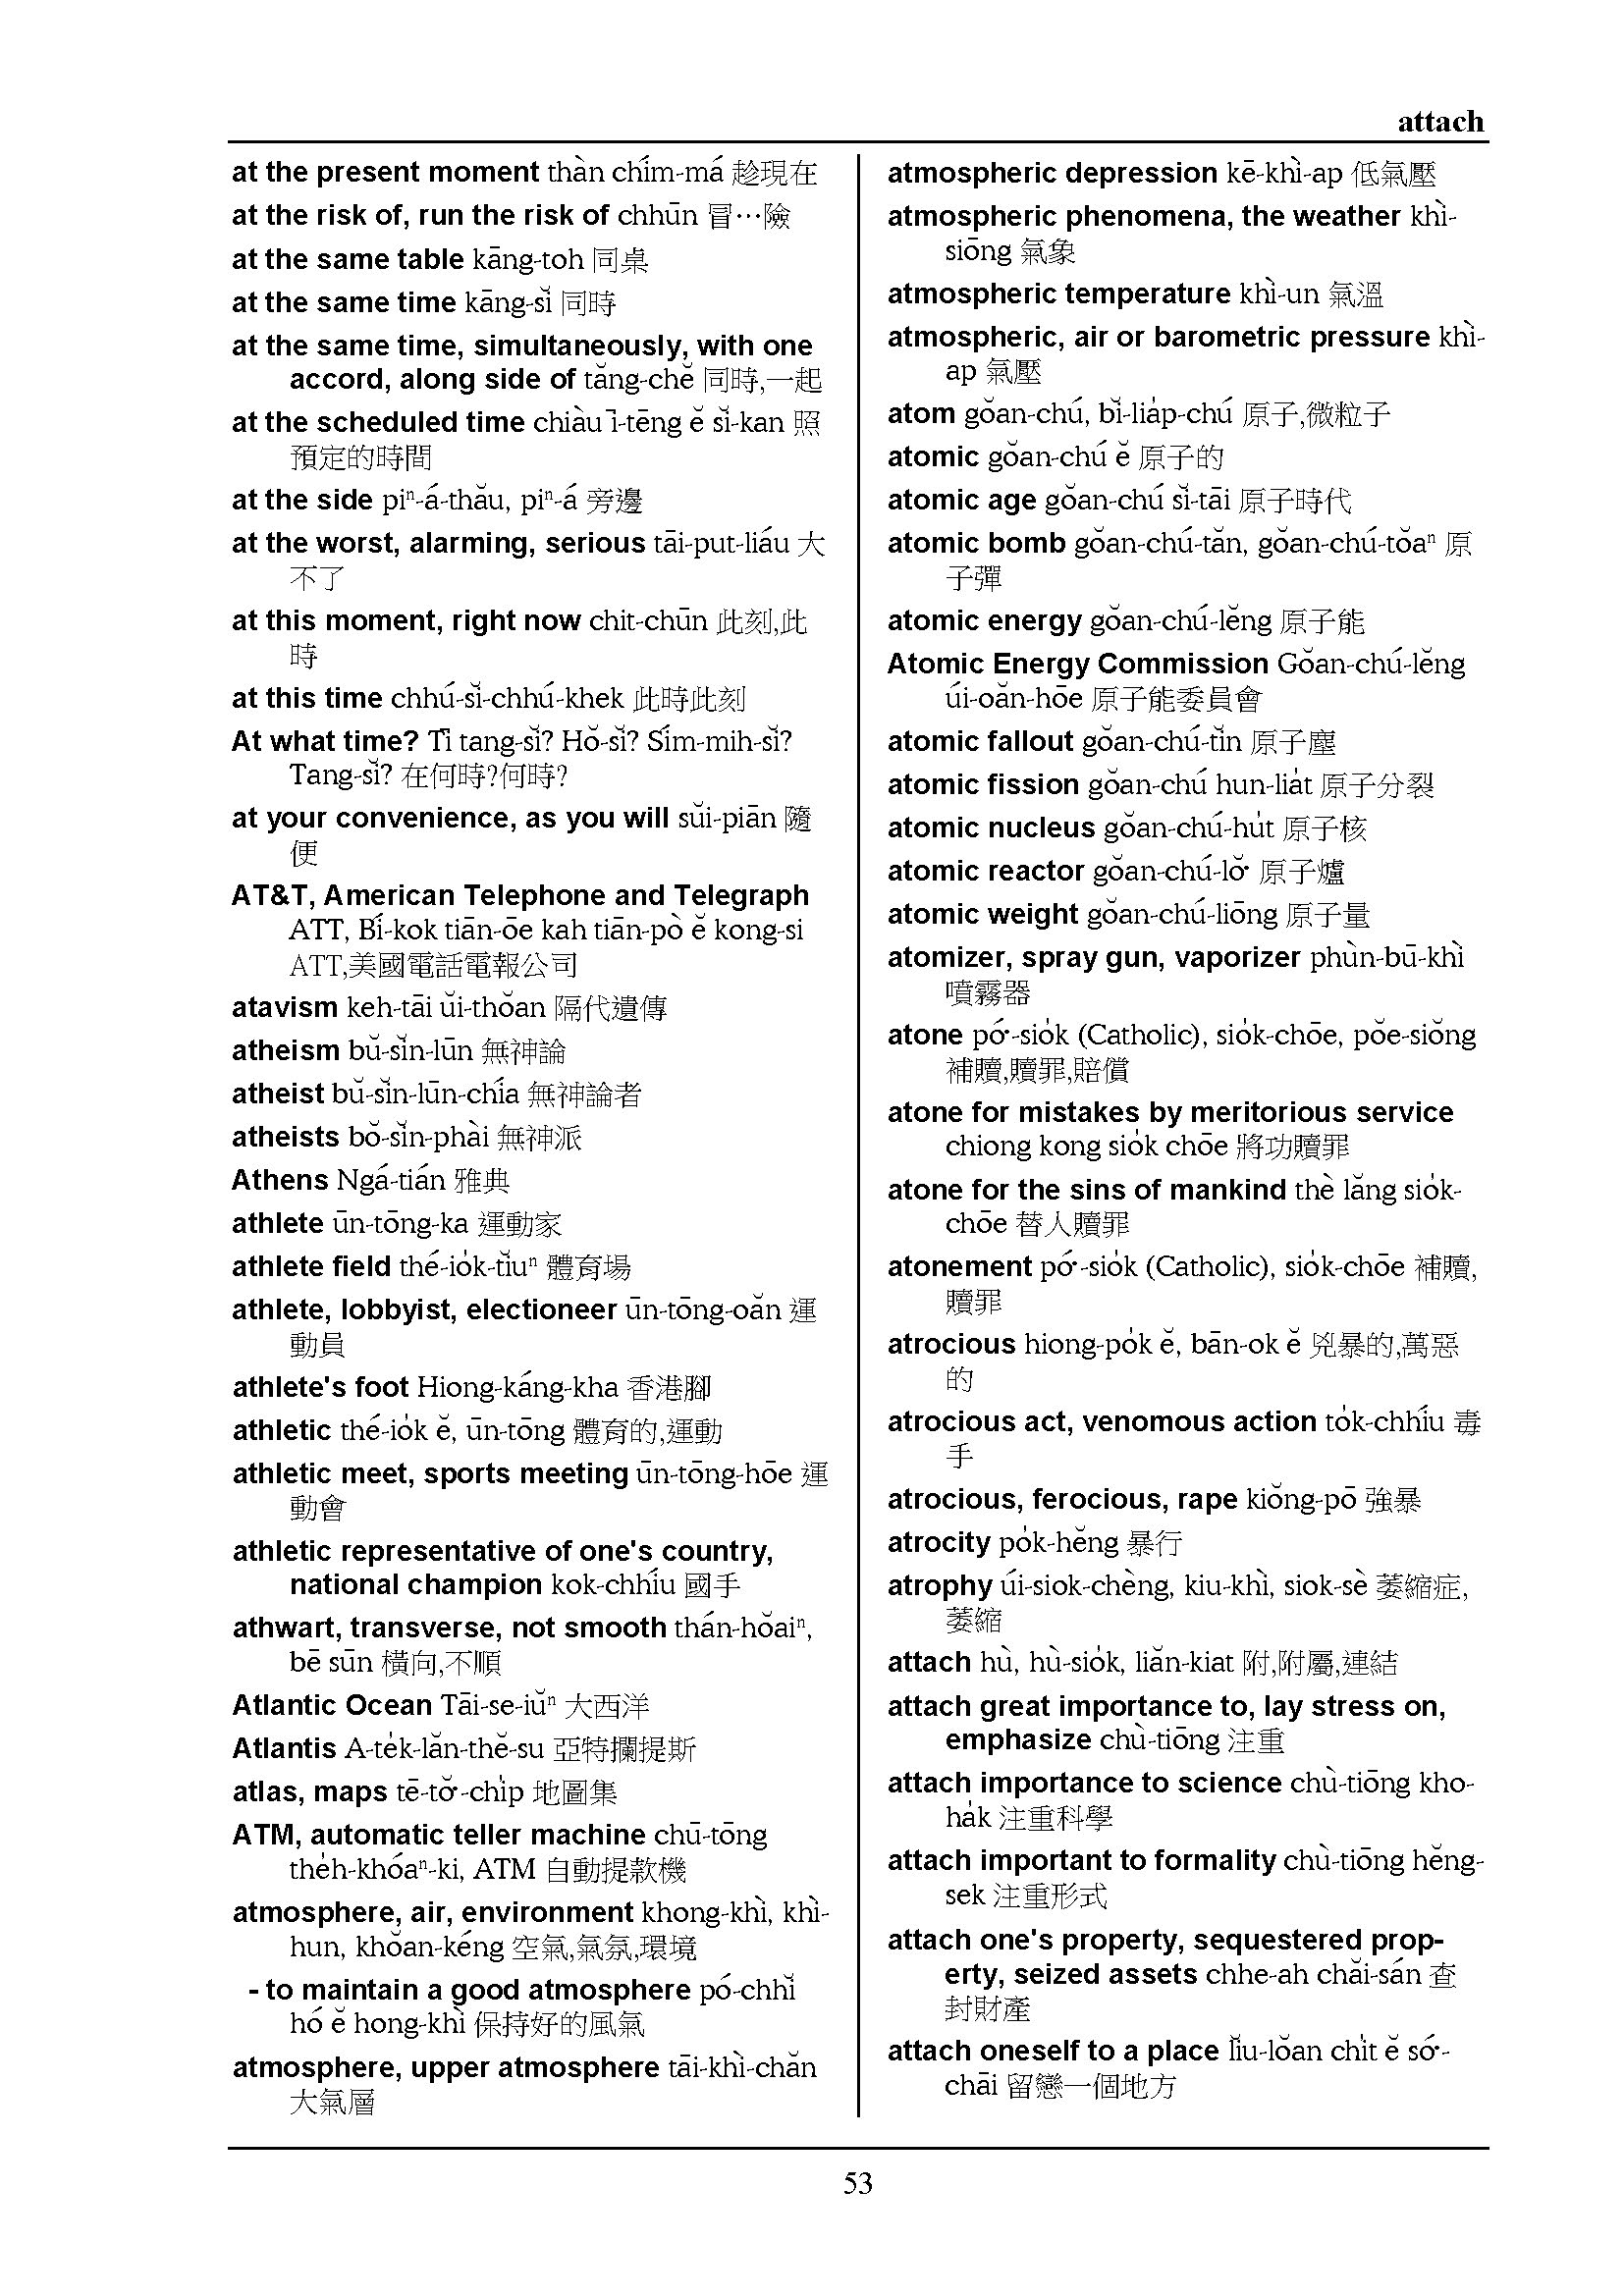 attach
at the present moment thàn chím-má 趁現在
at the risk of, run the risk of chhūn 冒⋯險
at the same table kāng-toh 同桌
at the same time kāng-sĭ 同時
at the same time, simultaneously, with one
accord, along side of tăng-chĕ 同時,一起
at the scheduled time chiàu ī-tēng ĕ sĭ-kan 照
預定的時間
at the side piⁿ-á-thău, piⁿ-á 旁邊
at the worst, alarming, serious tāi-put-liáu 大
不了
at this moment, right now chit-chūn 此刻,此
時
at this time chhú-sĭ-chhú-khek 此時此刻
At what time? Tī tang-sĭ? Hŏ-sĭ? Sím-mih-sĭ?
Tang-sĭ? 在何時?何時?
at your convenience, as you will sŭi-piān 隨
便
AT&T, American Telephone and Telegraph
ATT, Bí-kok tiān-ōe kah tiān-pò ĕ kong-si
ATT,美國電話電報公司
atavism keh-tāi ŭi-thŏan 隔代遺傳
atheism bŭ-sĭn-lūn 無神論
atheist bŭ-sĭn-lūn-chía 無神論者
atheists bŏ-sĭn-phài 無神派
Athens Ngá-tián 雅典
athlete ūn-tōng-ka 運動家
athlete field thé-io̍k-tĭuⁿ 體育場
athlete, lobbyist, electioneer ūn-tōng-oăn 運
動員
athlete's foot Hiong-káng-kha 香港腳
athletic thé-io̍k ĕ, ūn-tōng 體育的,運動
athletic meet, sports meeting ūn-tōng-hōe 運
動會
athletic representative of one's country,
national champion kok-chhíu 國手
athwart, transverse, not smooth thán-hŏaiⁿ,
bē sūn 橫向,不順
Atlantic Ocean Tāi-se-iŭⁿ 大西洋
Atlantis A-te̍k-lăn-thĕ-su 亞特攔提斯
atlas, maps tē-tŏ͘-chi̍p 地圖集
ATM, automatic teller machine chū-tōng
the̍h-khóaⁿ-ki, ATM 自動提款機
atmosphere, air, environment khong-khì, khì-
hun, khŏan-kéng 空氣,氣氛,環境
- to maintain a good atmosphere pó-chhĭ
hó ĕ hong-khì 保持好的風氣
atmosphere, upper atmosphere tāi-khì-chăn
大氣層
atmospheric depression kē-khì-ap 低氣壓
atmospheric phenomena, the weather khì-
siōng 氣象
atmospheric temperature khì-un 氣溫
atmospheric, air or barometric pressure khì-
ap 氣壓
atom gŏan-chú, bĭ-lia̍p-chú 原子,微粒子
atomic gŏan-chú ĕ 原子的
atomic age gŏan-chú sĭ-tāi 原子時代
atomic bomb gŏan-chú-tăn, gŏan-chú-tŏaⁿ 原
子彈
atomic energy gŏan-chú-lĕng 原子能
Atomic Energy Commission Gŏan-chú-lĕng
úi-oăn-hōe 原子能委員會
atomic fallout gŏan-chú-tĭn 原子塵
atomic fission gŏan-chú hun-lia̍t 原子分裂
atomic nucleus gŏan-chú-hu̍t 原子核
atomic reactor gŏan-chú-lŏ͘ 原子爐
atomic weight gŏan-chú-liōng 原子量
atomizer, spray gun, vaporizer phùn-bū-khì
噴霧器
atone pó͘-sio̍k (Catholic), sio̍k-chōe, pŏe-siŏng
補贖,贖罪,賠償
atone for mistakes by meritorious service
chiong kong sio̍k chōe 將功贖罪
atone for the sins of mankind thè lăng sio̍k-
chōe 替人贖罪
atonement pó͘-sio̍k (Catholic), sio̍k-chōe 補贖,
贖罪
atrocious hiong-po̍k ĕ, bān-ok ĕ 兇暴的,萬惡
的
atrocious act, venomous action to̍k-chhíu 毒
手
atrocious, ferocious, rape kiŏng-pō 強暴
atrocity po̍k-hĕng 暴行
atrophy úi-siok-chèng, kiu-khì, siok-sè 萎縮症,
萎縮
attach hù, hù-sio̍k, liăn-kiat 附,附屬,連結
attach great importance to, lay stress on,
emphasize chù-tiōng 注重
attach importance to science chù-tiōng kho-
ha̍k 注重科學
attach important to formality chù-tiōng hĕng-
sek 注重形式
attach one's property, sequestered prop-
erty, seized assets chhe-ah chăi-sán 查
封財產
attach oneself to a place lĭu-lŏan chi̍t ĕ só͘-
chāi 留戀一個地方
53